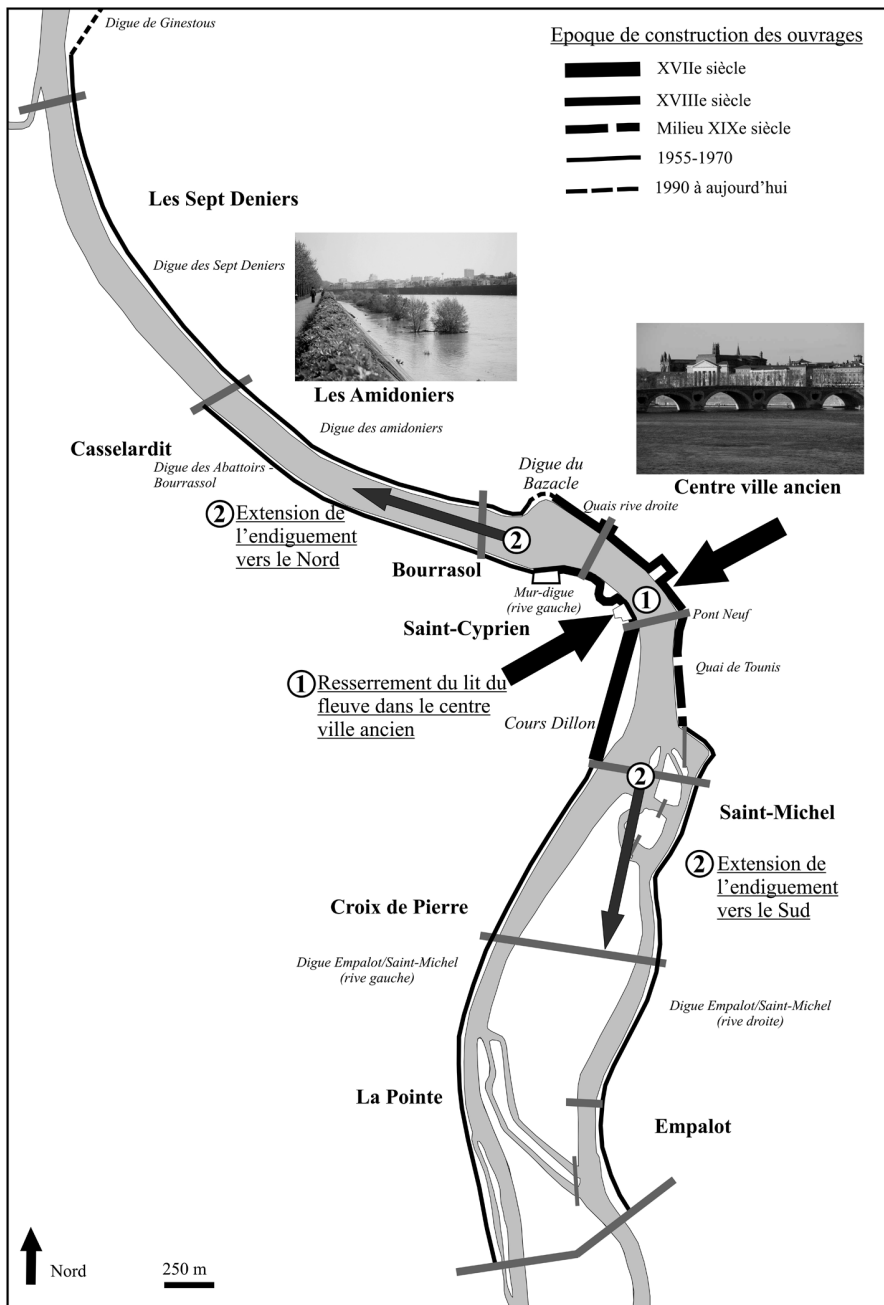 Digue de Ginestous
Epoque de construction des ouvrages
XVIIe siècle
XVIIIe siècle
Milieu XIXe siècle
1955-1970
1990 à aujourd'hui
Les Sept Deniers
Digue des Sept Deniers
Les Amidoniers
Digue des amidoniers
Casselardit
Digue des Abattoirs -
Bourrassol
Digue du
Bazacle
Centre ville ancien
Quais rive droite
2 Extension de
l'endiguement
vers le Nord
2
Bourrasol
Mur-digue
(rive gauche)
1
Saint-Cyprien
Pont Neuf
1 Resserrement du lit du
fleuve dans le centre
ville ancien
Quai de Tounis
Cours Dillon
2
Saint-Michel
2 Extension de
l'endiguement
vers le Sud
Croix de Pierre
Digue Empalot/Saint-Michel
(rive gauche)
Digue Empalot/Saint-Michel
(rive droite)
La Pointe
Empalot
Nord
250 m